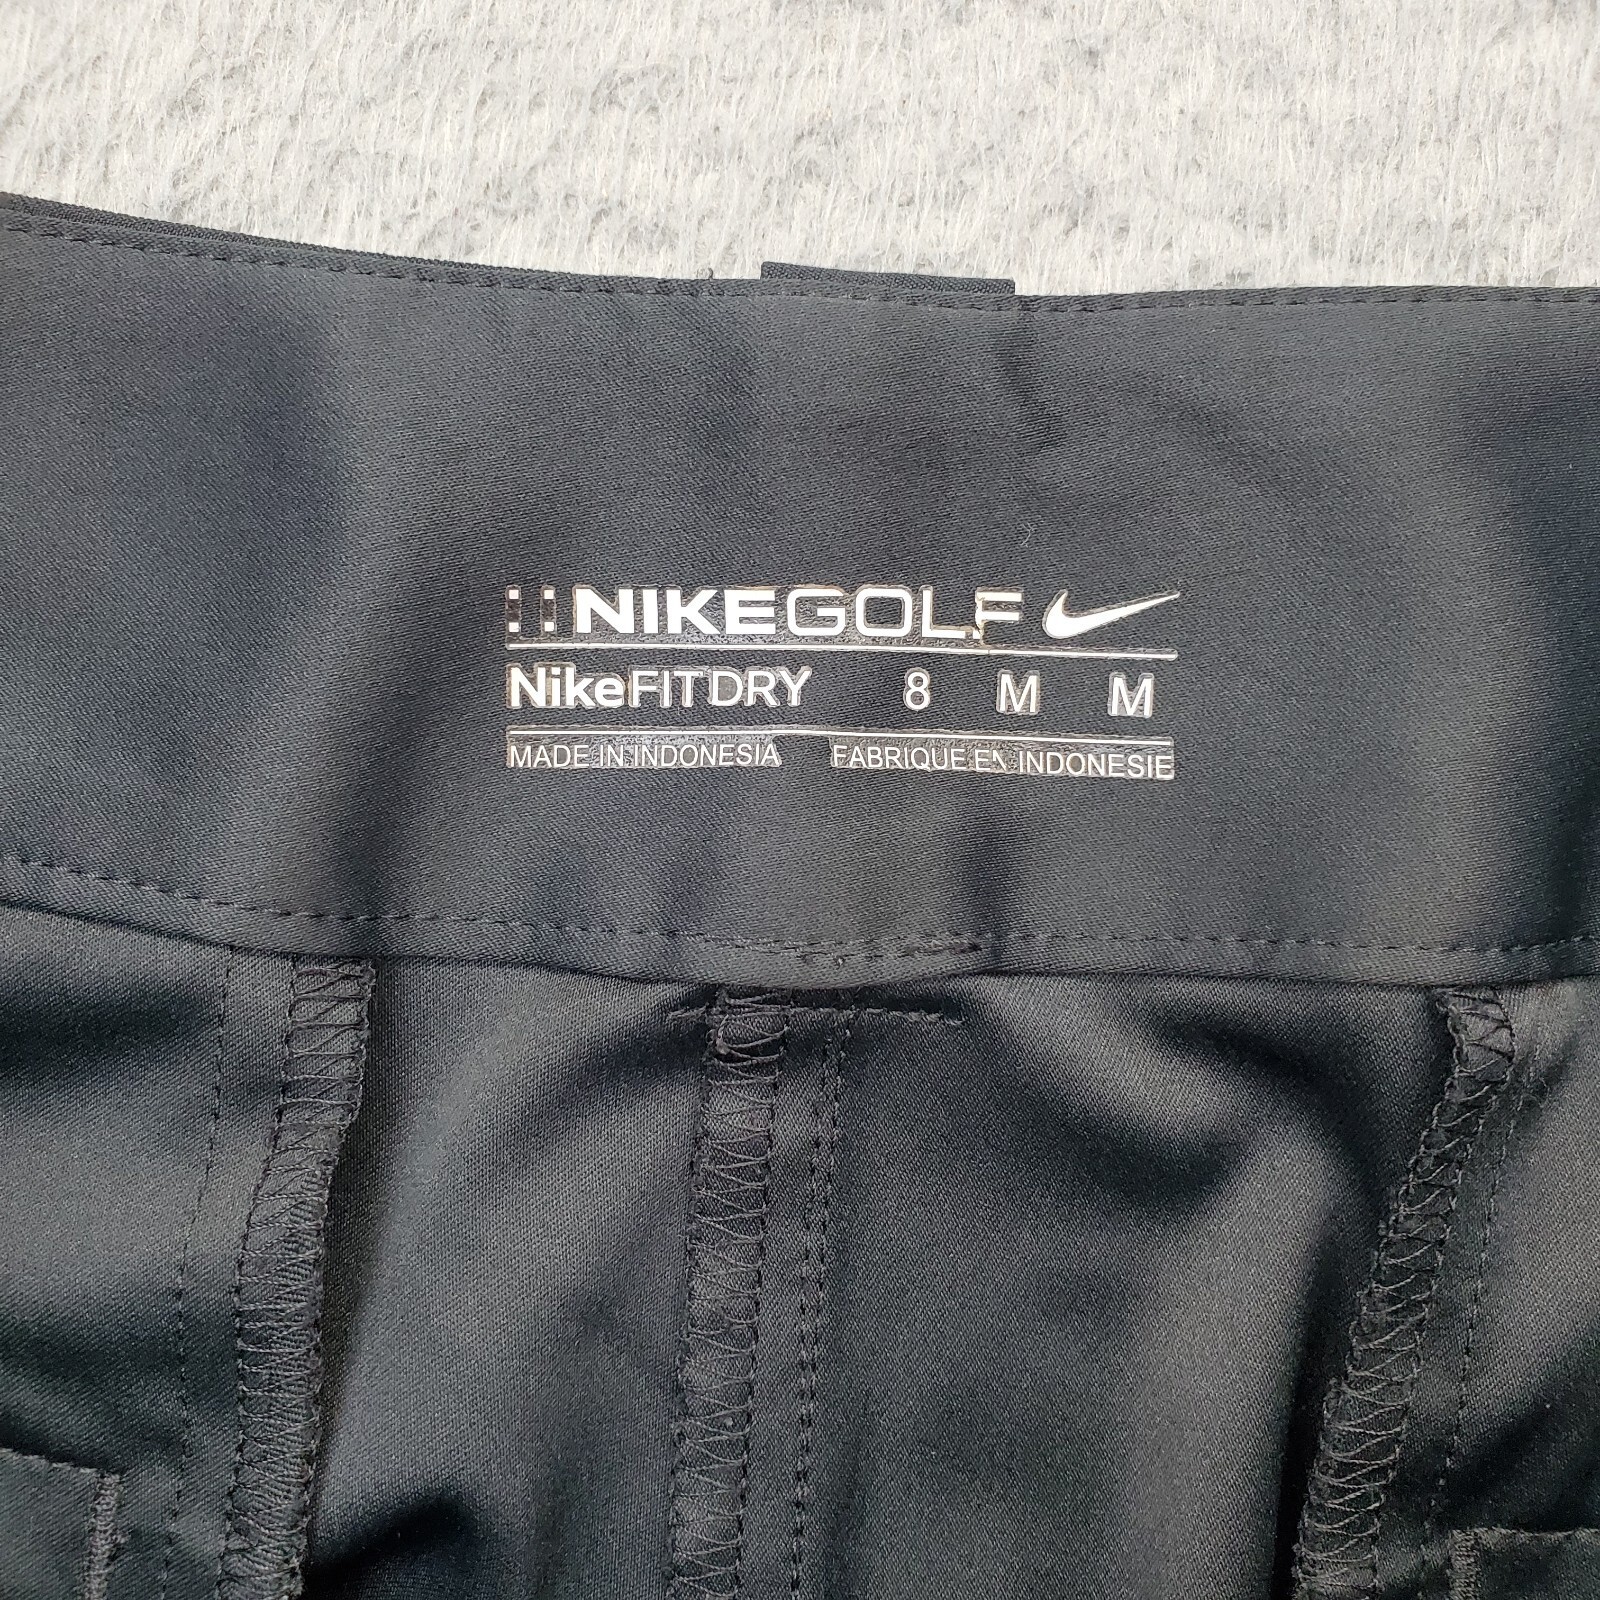 NIKEGOLF
NikeFITDRY 8 M M
MADE IN INDONESIA FABRIQUE EN INDONESIE